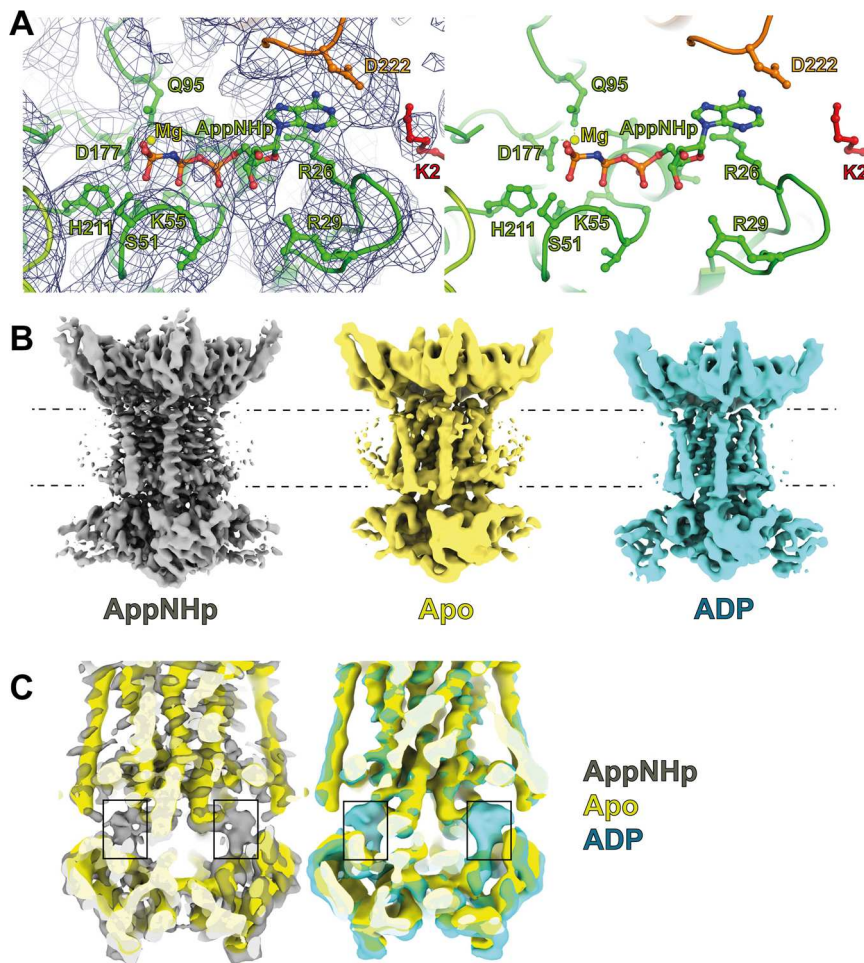 A
Q95
D222
Mg
AppNHp
D177
K2
R26
H211
S51
K55
R29
Q95
D222
Mg
AppNHp
D177
K2
R26
H211
S51
K55
R29
B
AppNHp
Apo
ADP
C
AppNHp
Apo
ADP